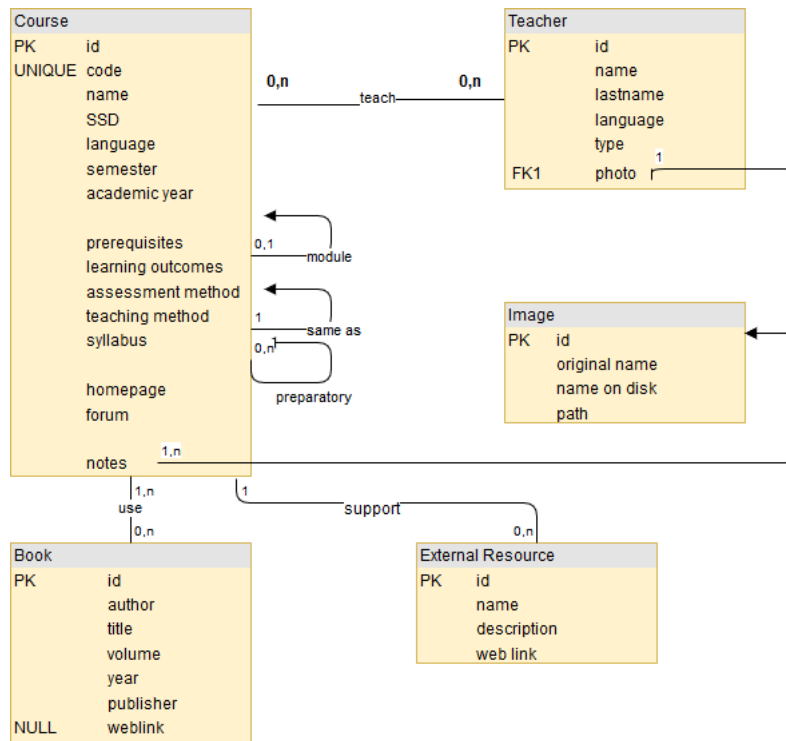 Course
PK id
UNIQUE code
name
SSD
language
semester
academic year
prerequisites
learning outcomes
assessment method
teaching method
syllabus
homepage
forum
notes
0,1
module
1
same as
0,n
1
preparatory
1,n
0,n
teach
0,n
Teacher
PK id
name
lastname
language
type
1
FK1 photo
Image
PK id
original name
name on disk
path
1,n
use
0,n
1
support
0,n
Book
PK id
author
title
volume
year
publisher
NULL weblink
External Resource
PK id
name
description
web link